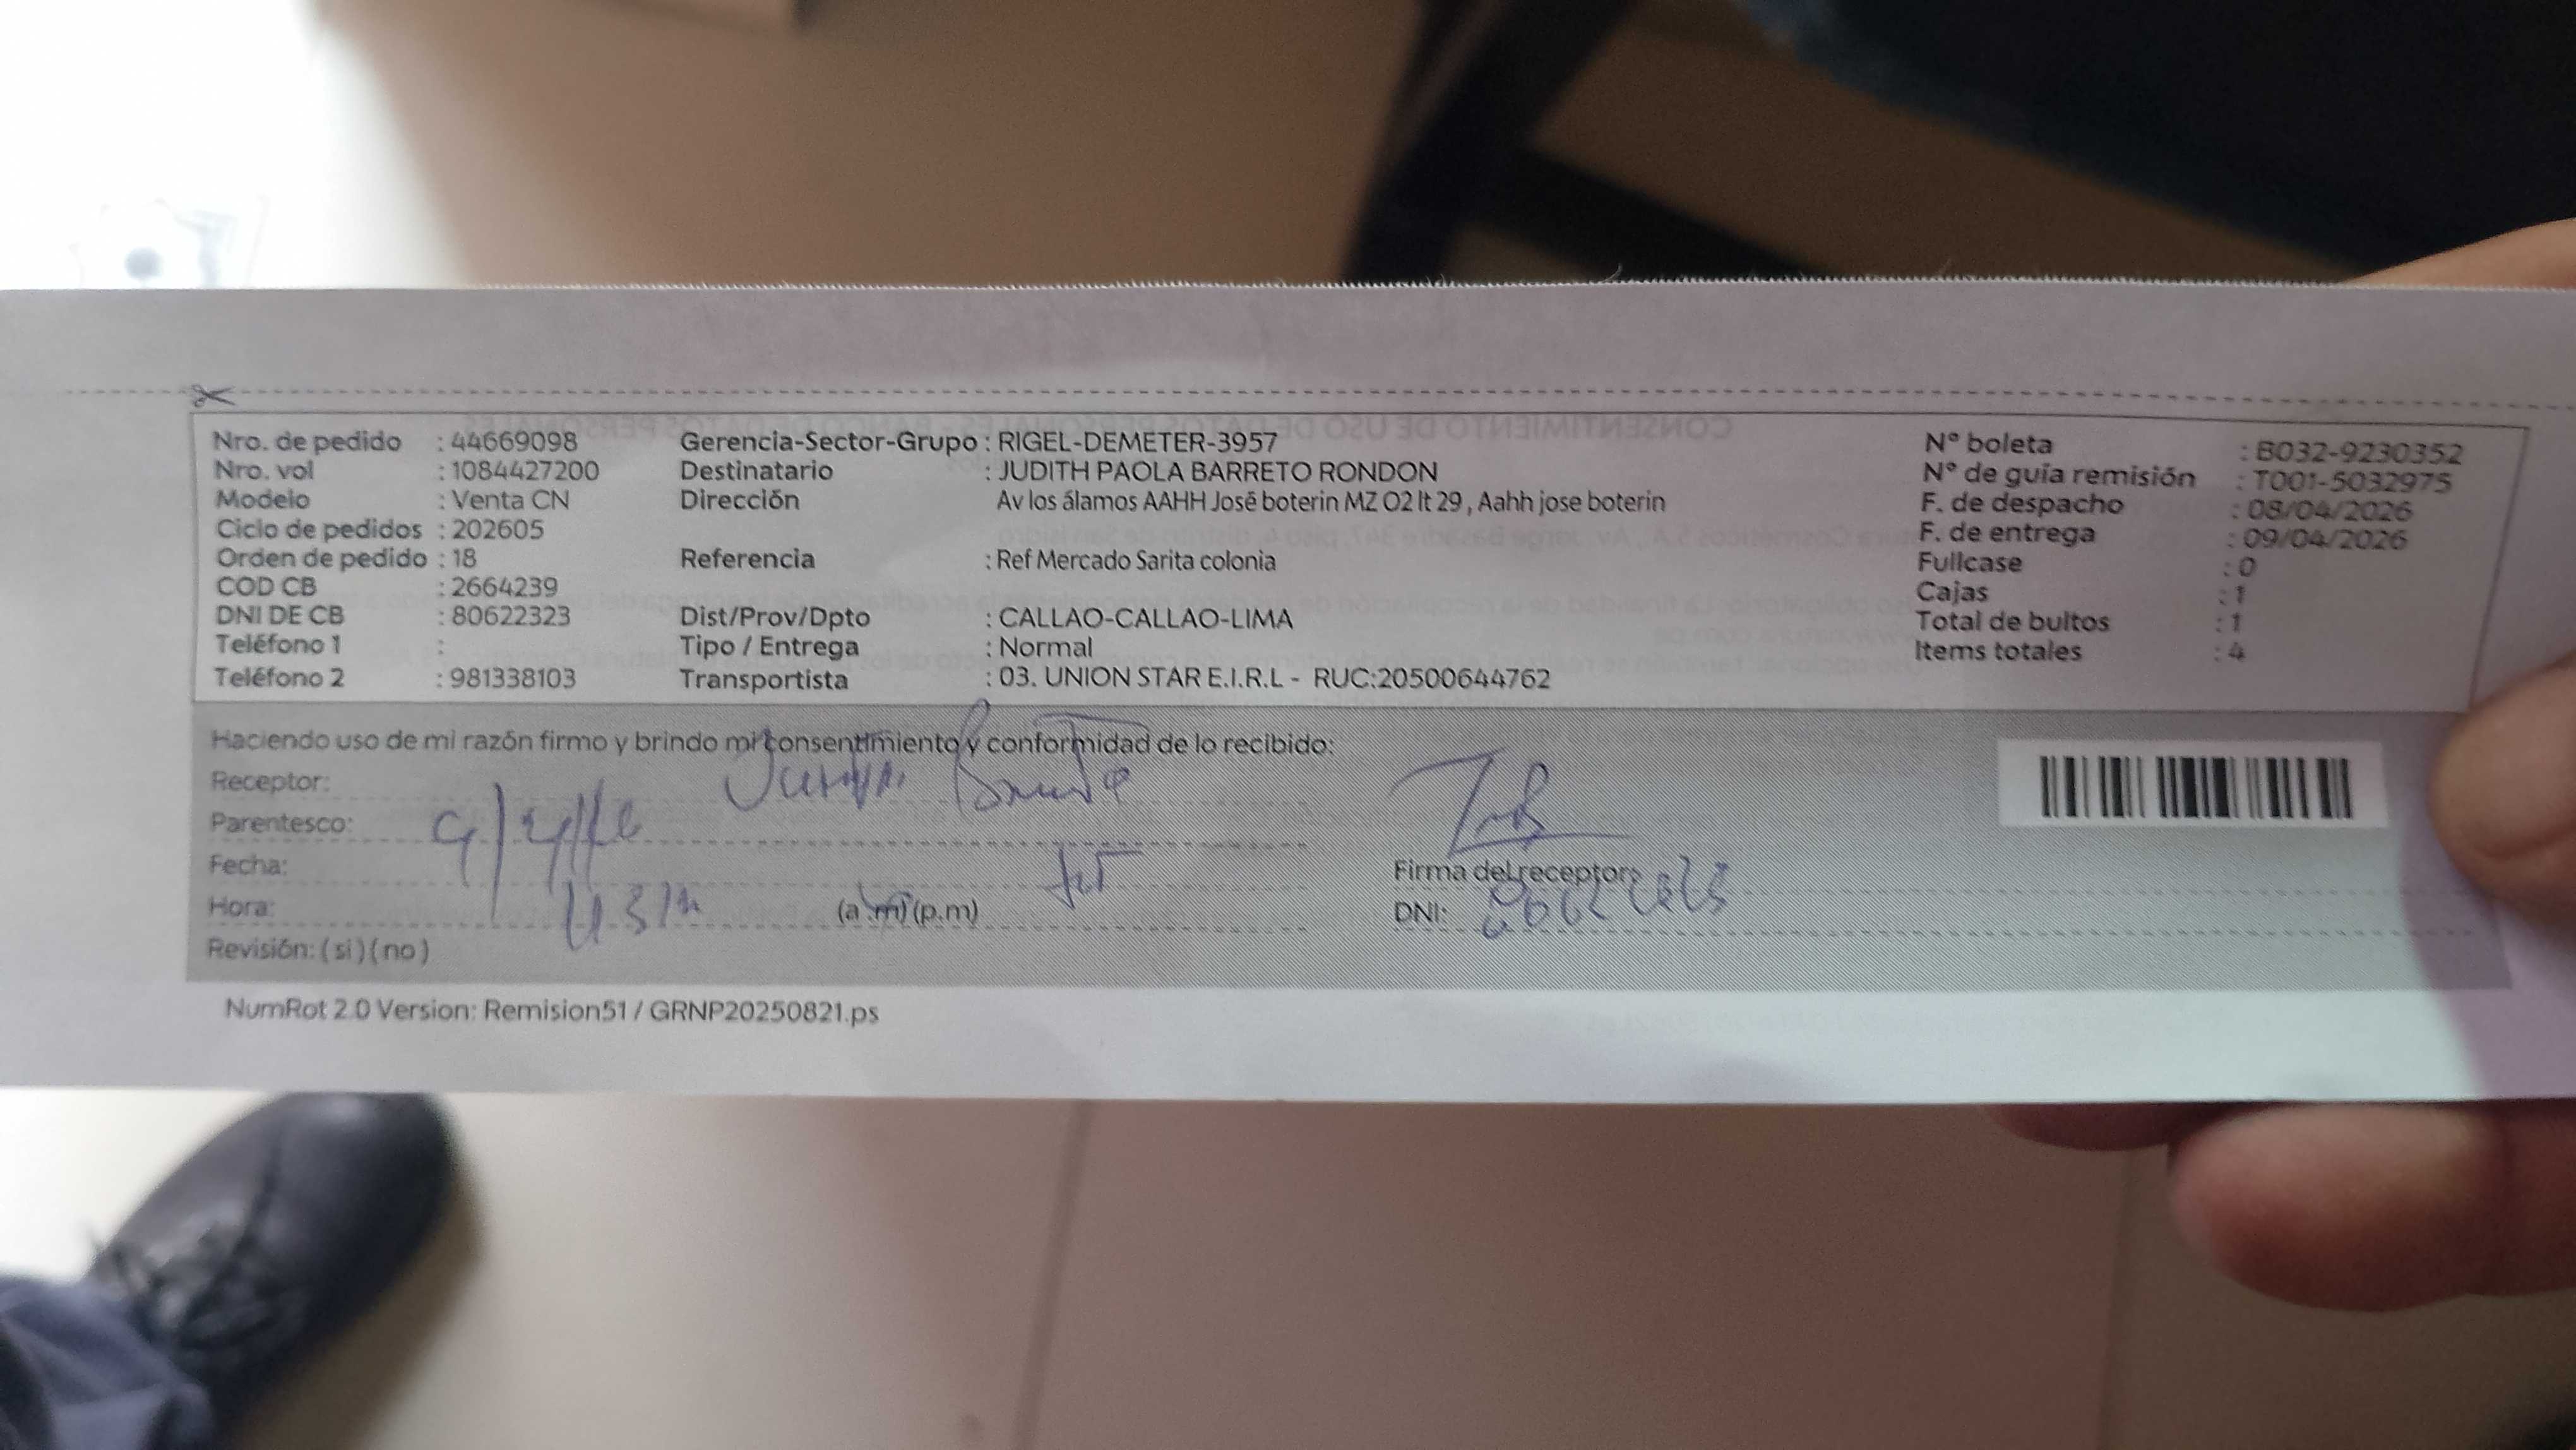 Nro. de pedido : 44669098 Gerencia-Sector-Grupo : RIGEL-DEMETER-3957 N° boleta : B032-9230352
Nro. vol : 1084427200 Destinatario : JUDITH PAOLA BARRETO RONDON N° de guía remisión : T001-5032975
Modelo : Venta CN Dirección Av los álamos AAHH José boterin MZ O2 lt 29 , Aahh jose boterin F. de despacho : 08/04/2026
Ciclo de pedidos : 202605 F. de entrega : 09/04/2026
Orden de pedido : 18 Referencia : Ref Mercado Sarita colonia Fullcase : 0
COD CB : 2664239 Cajas : 1
DNI DE CB : 80622323 Dist/Prov/Dpto : CALLAO-CALLAO-LIMA Total de bultos : 1
Teléfono 1 : Tipo / Entrega : Normal Items totales : 4
Teléfono 2 : 981338103 Transportista : 03. UNION STAR E.I.R.L - RUC:20500644762
Haciendo uso de mi razón firmo y brindo mi consentimiento y conformidad de lo recibido:
Receptor:
Parentesco:
Fecha: Firma del receptor:
Hora: (a .m) (p.m) DNI:
Revisión: ( si ) ( no )
NumRot 2.0 Version: Remision51 / GRNP20250821.ps